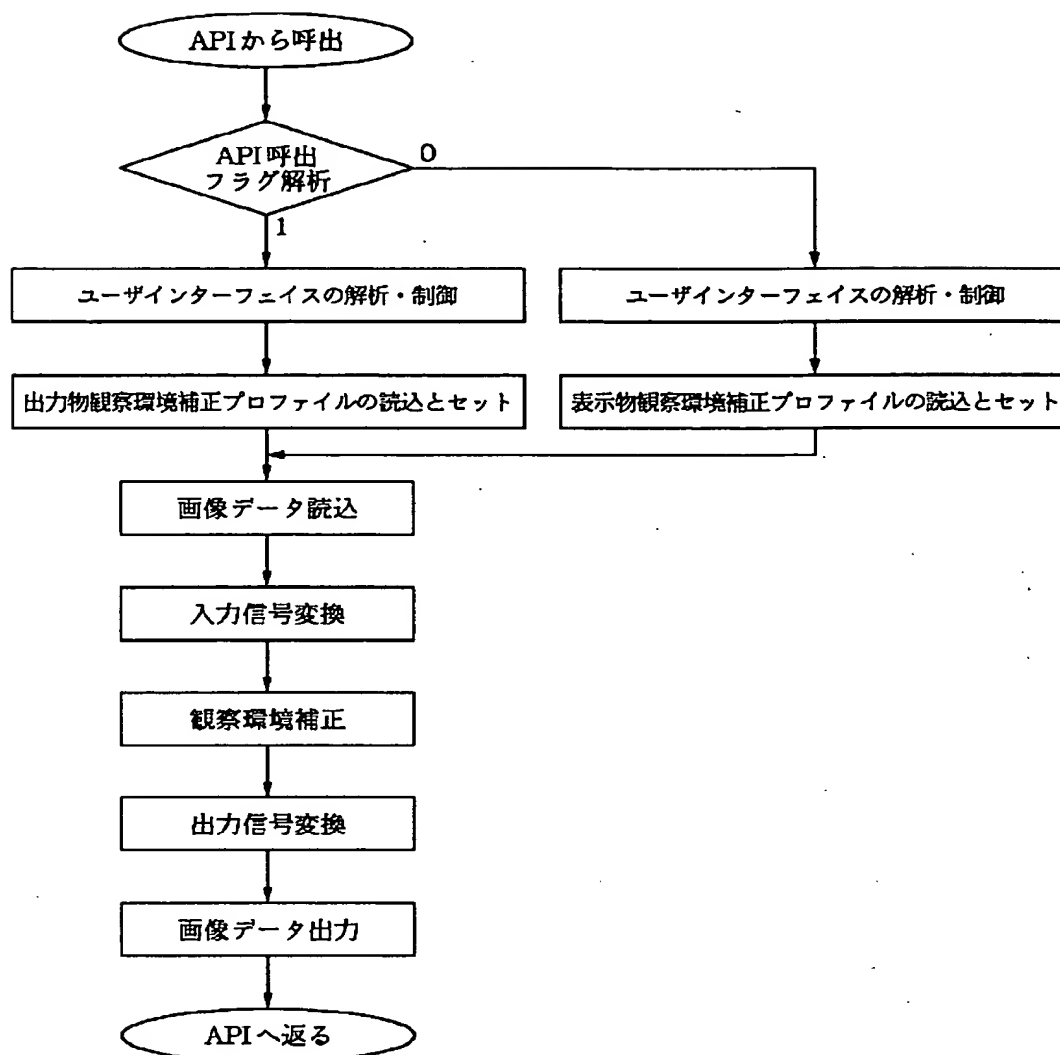 APIから呼出
API呼出
フラグ解析
0
1
ユーザインターフェイスの解析・制御
ユーザインターフェイスの解析・制御
出力物観察環境補正プロファイルの読込とセット
表示物観察環境補正プロファイルの読込とセット
画像データ読込
入力信号変換
観察環境補正
出力信号変換
画像データ出力
APIへ返る